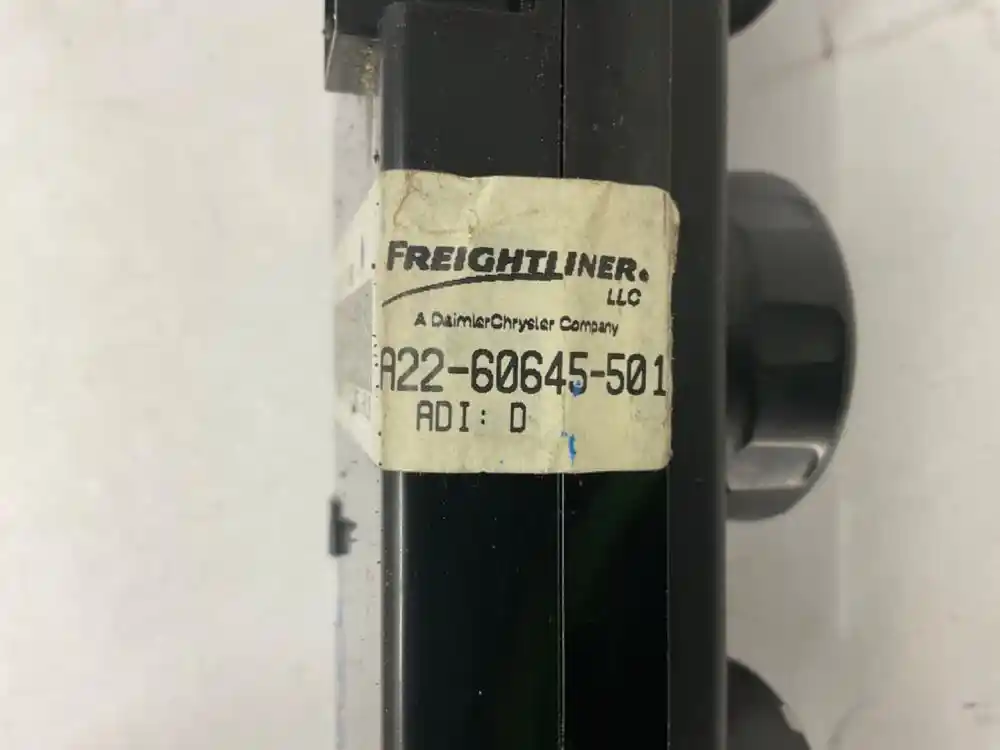 FREIGHTLINER.
LLC
A DaimlerChrysler Company
A22-60645-501
ADI: D